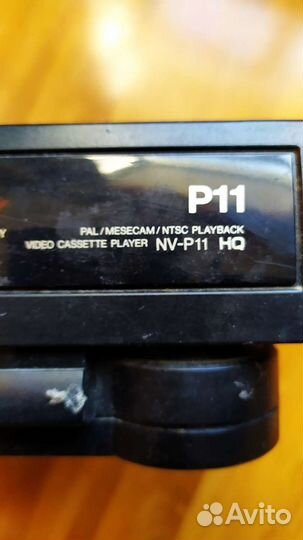 P11
PAL/MESECAM/NTSC PLAYBACK
VIDEO CASSETTE PLAYER NV-P11 HQ
Avito